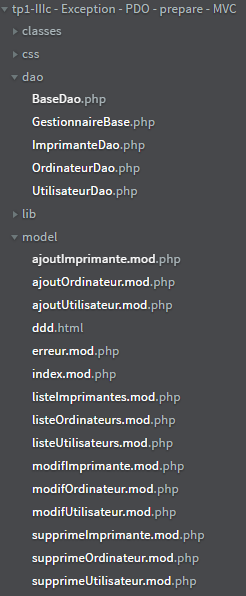 tp1-IIIc - Exception - PDO - prepare - MVC
classes
css
dao
BaseDao.php
GestionnaireBase.php
ImprimanteDao.php
OrdinateurDao.php
UtilisateurDao.php
lib
model
ajoutImprimante.mod.php
ajoutOrdinateur.mod.php
ajoutUtilisateur.mod.php
ddd.html
erreur.mod.php
index.mod.php
listeImprimantes.mod.php
listeOrdinateurs.mod.php
listeUtilisateurs.mod.php
modifImprimante.mod.php
modifOrdinateur.mod.php
modifUtilisateur.mod.php
supprimeImprimante.mod.php
supprimeOrdinateur.mod.php
supprimeUtilisateur.mod.php